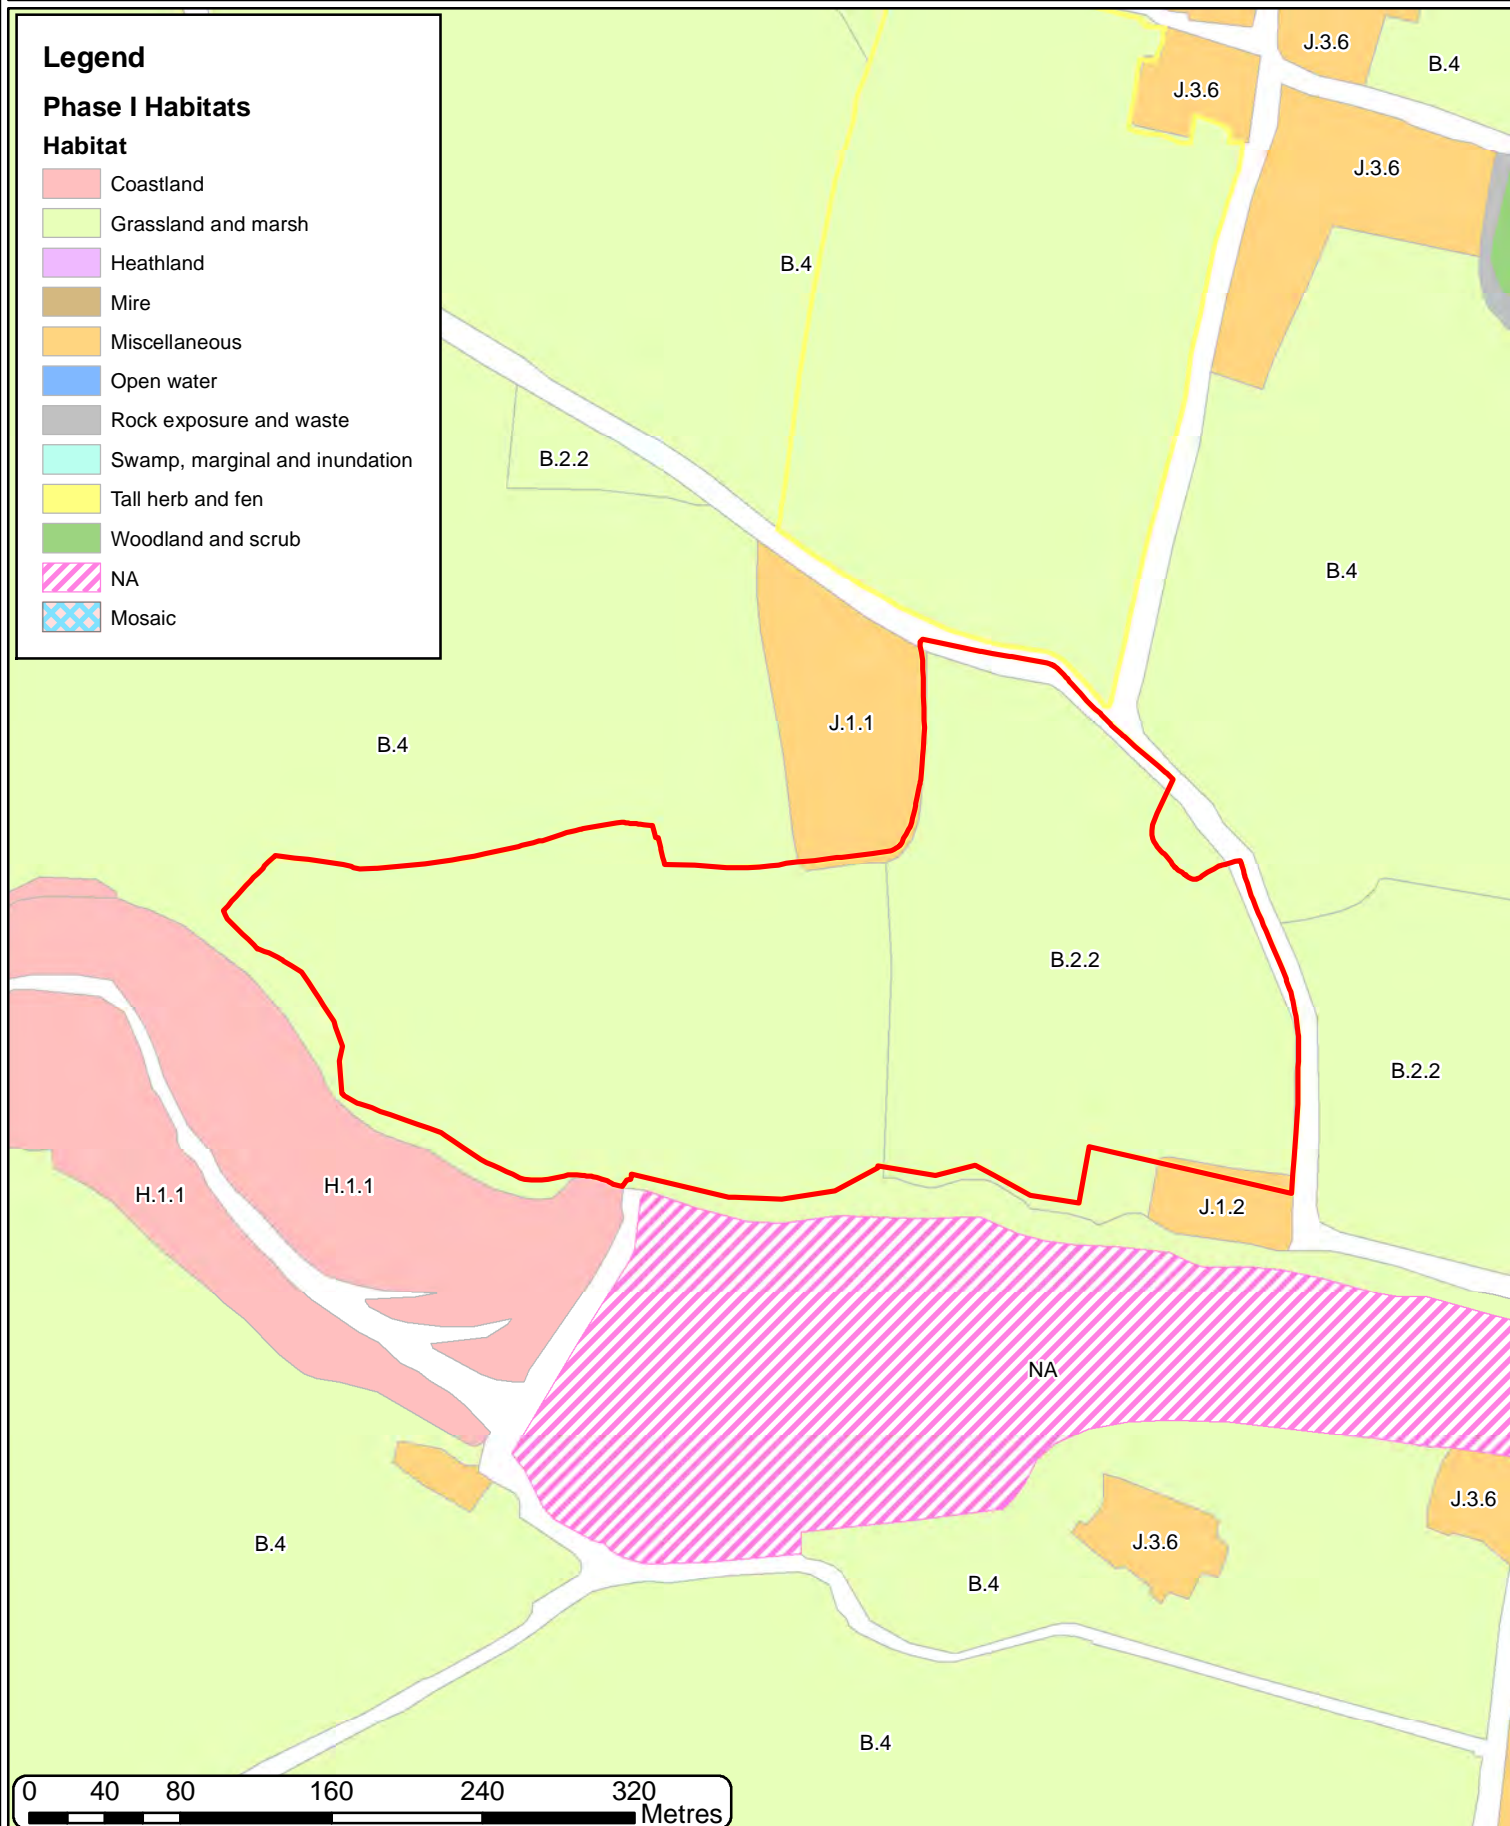 Legend
Phase I Habitats
Habitat
Coastland
Grassland and marsh
Heathland
Mire
Miscellaneous
Open water
Rock exposure and waste
Swamp, marginal and inundation
Tall herb and fen
Woodland and scrub
NA
Mosaic
J.3.6
B.4
J.3.6
J.3.6
B.4
B.2.2
B.4
J.1.1
B.4
B.2.2
B.2.2
H.1.1
H.1.1
J.1.2
NA
J.3.6
J.3.6
B.4
B.4
B.4
0 40 80 160 240 320
Metres